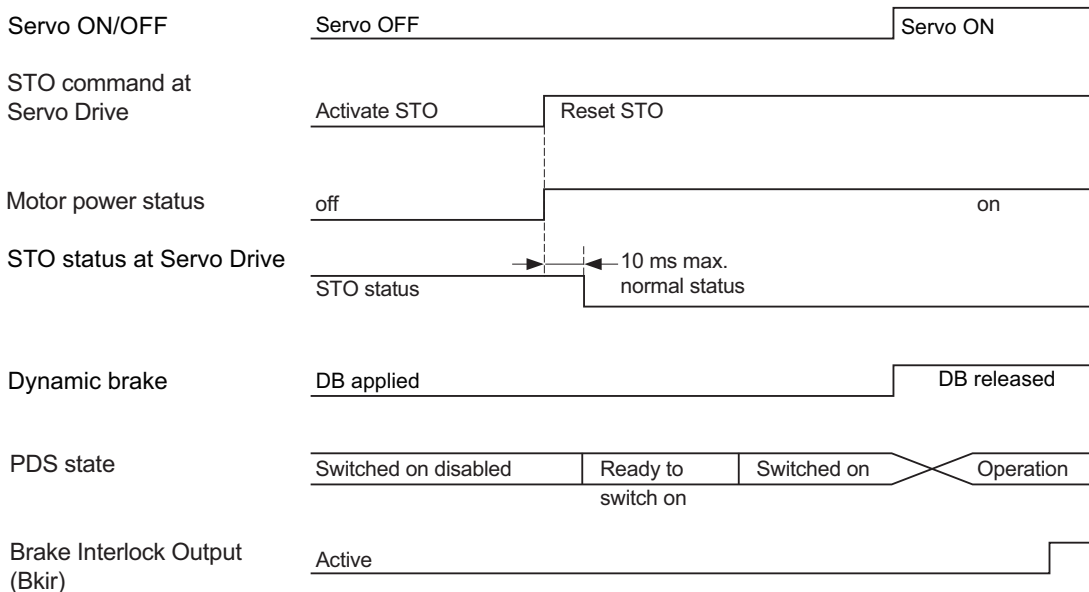 Servo ON/OFF
Servo OFF
Servo ON
STO command at
Servo Drive
Activate STO
Reset STO
Motor power status
off
on
STO status at Servo Drive
STO status
10 ms max.
normal status
Dynamic brake
DB applied
DB released
PDS state
Switched on disabled
Ready to
switch on
Switched on
Operation
Brake Interlock Output
(Bkir)
Active